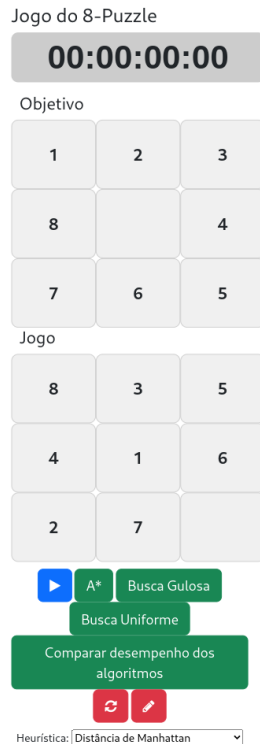 Jogo do 8-Puzzle
00:00:00:00
Objetivo
1 2 3
8 4
7 6 5
Jogo
8 3 5
4 1 6
2 7
A* Busca Gulosa
Busca Uniforme
Comparar desempenho dos
algoritmos
Heurística: Distância de Manhattan